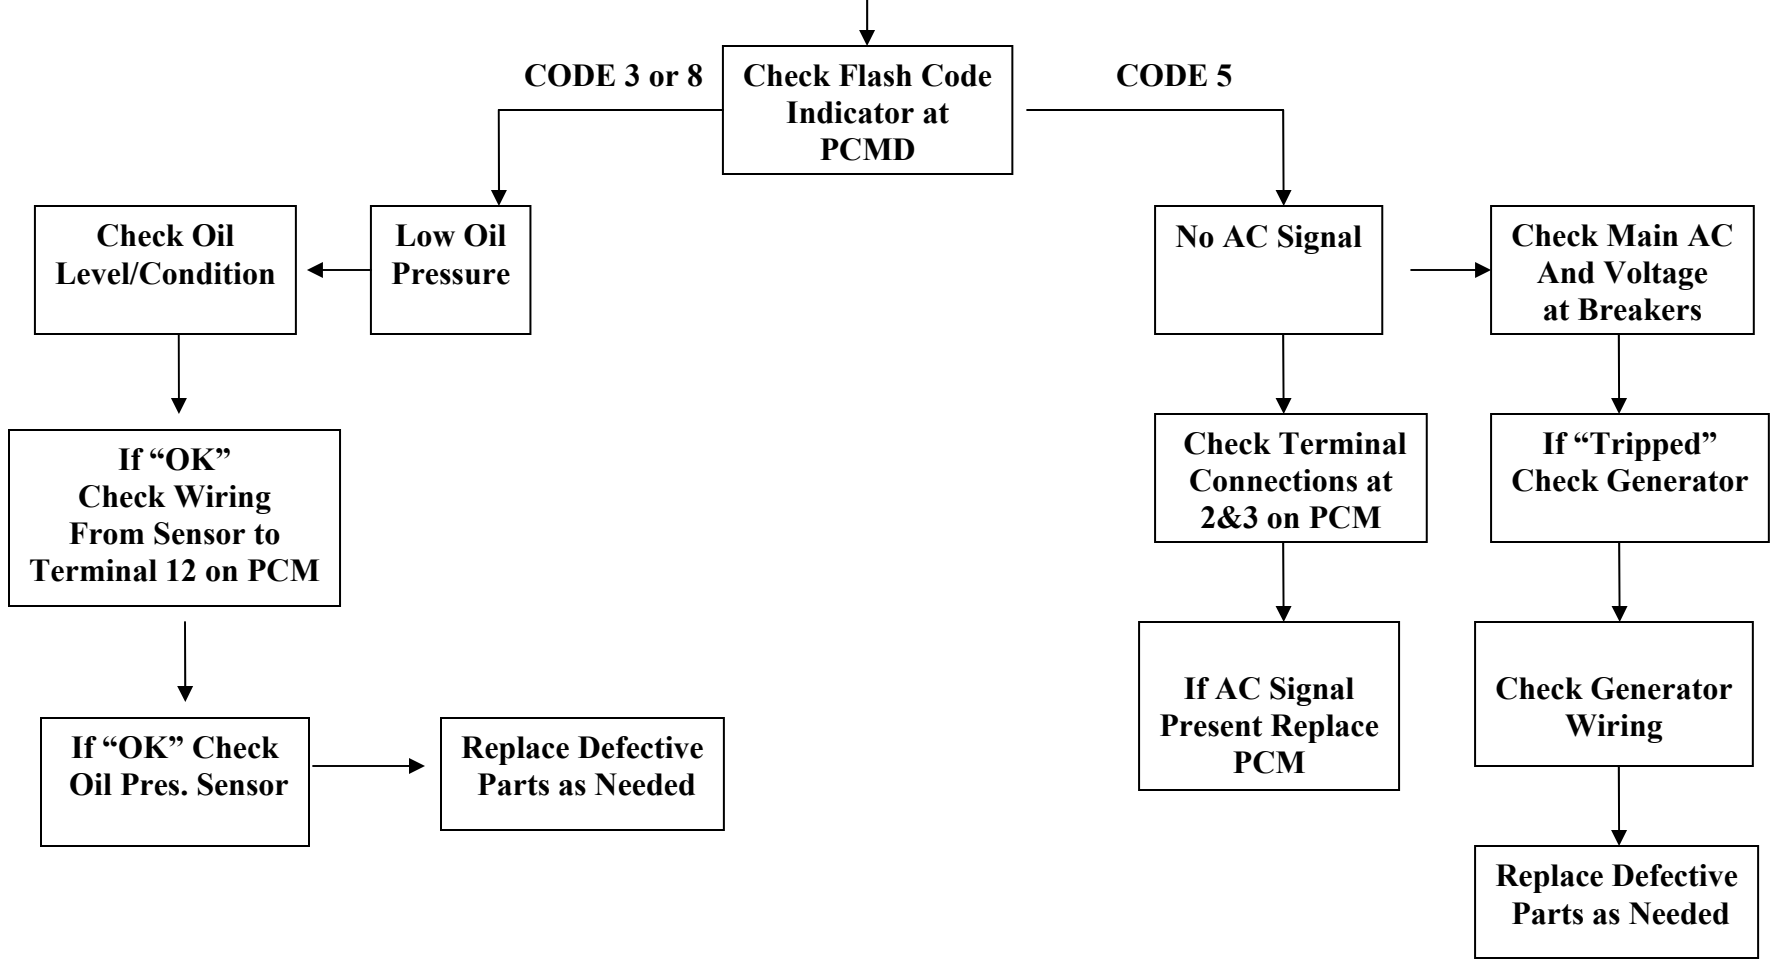 CODE 3 or 8
Check Flash Code
Indicator at
PCMD
CODE 5
Check Oil
Level/Condition
Low Oil
Pressure
No AC Signal
Check Main AC
And Voltage
at Breakers
If “OK”
Check Wiring
From Sensor to
Terminal 12 on PCM
Check Terminal
Connections at
2&3 on PCM
If “Tripped”
Check Generator
If “OK” Check
Oil Pres. Sensor
Replace Defective
Parts as Needed
If AC Signal
Present Replace
PCM
Check Generator
Wiring
Replace Defective
Parts as Needed